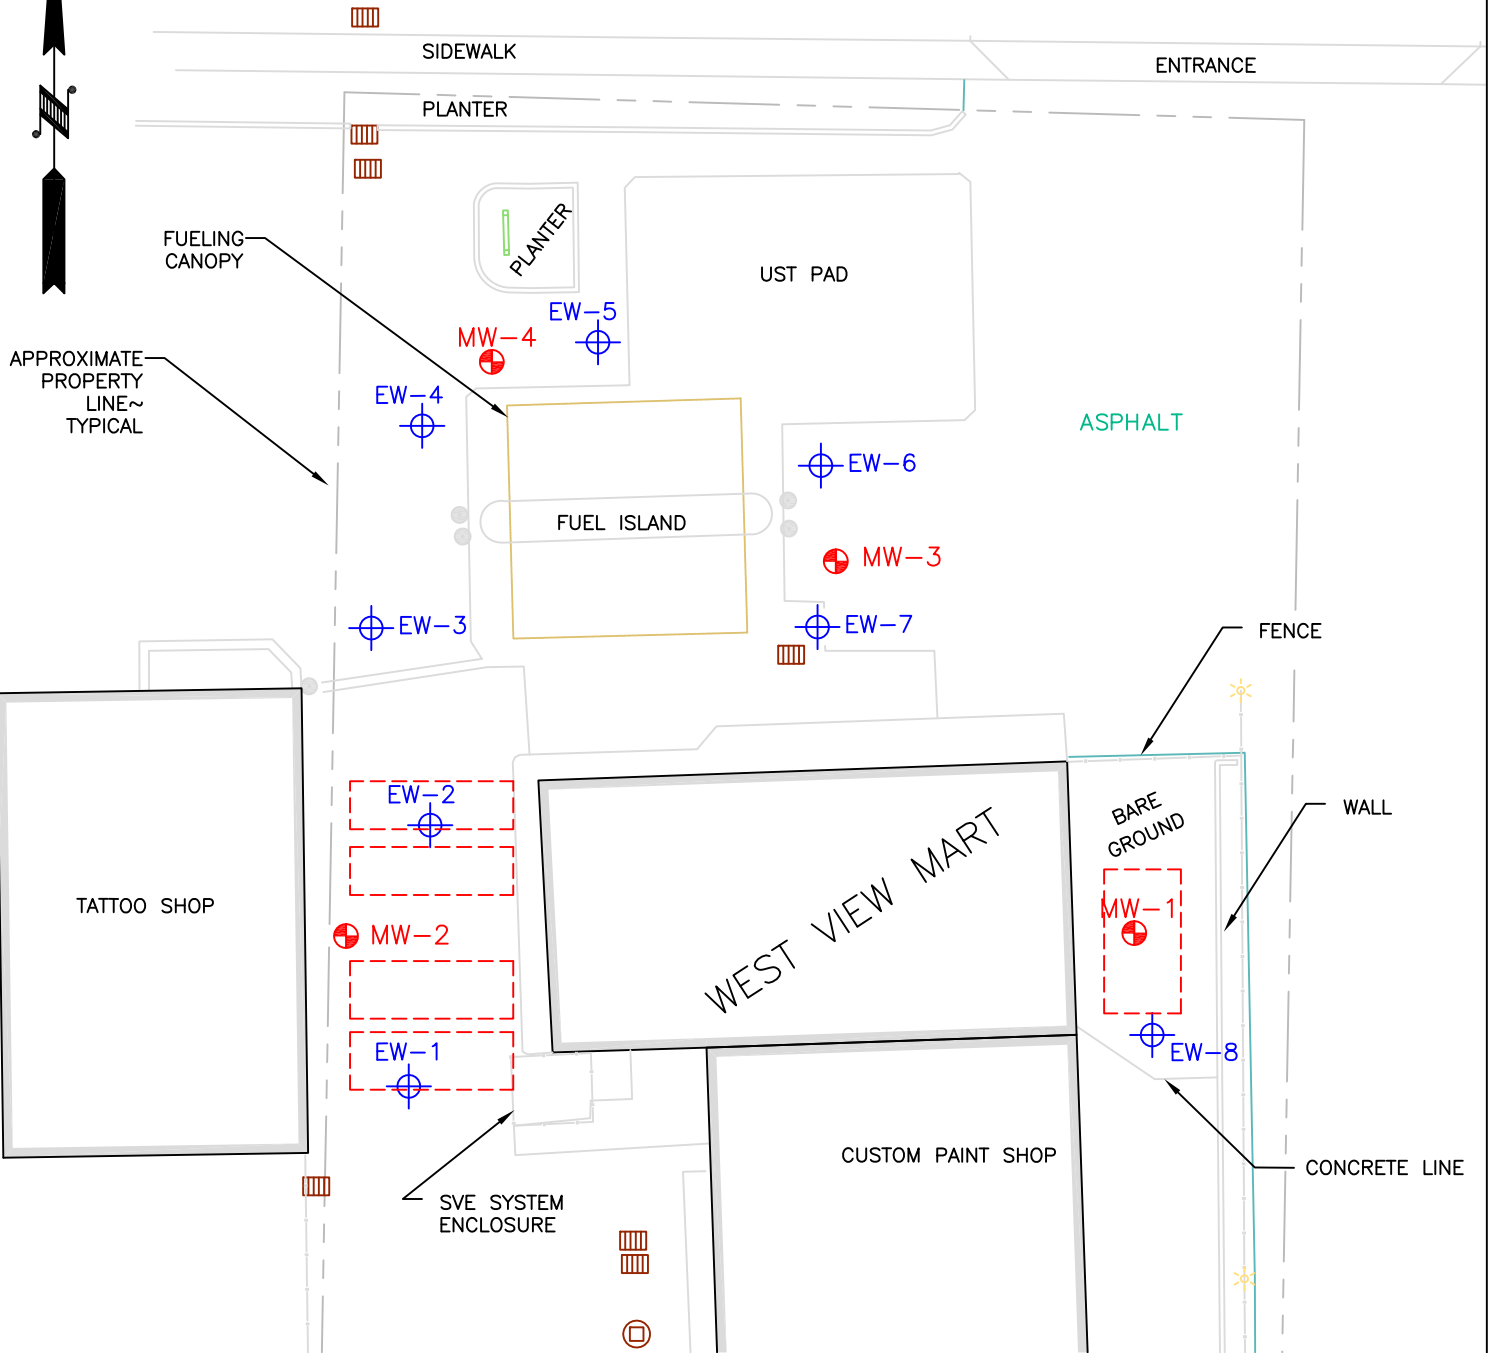 SIDEWALK
ENTRANCE
PLANTER
PLANTER
FUELING
CANOPY
UST PAD
EW-5
MW-4
APPROXIMATE
PROPERTY
LINE~
TYPICAL
EW-4
ASPHALT
EW-6
FUEL ISLAND
MW-3
EW-3
EW-7
FENCE
EW-2
BARE
GROUND
WALL
WEST VIEW MART
TATTOO SHOP
MW-1
MW-2
EW-1
EW-8
CUSTOM PAINT SHOP
CONCRETE LINE
SVE SYSTEM
ENCLOSURE